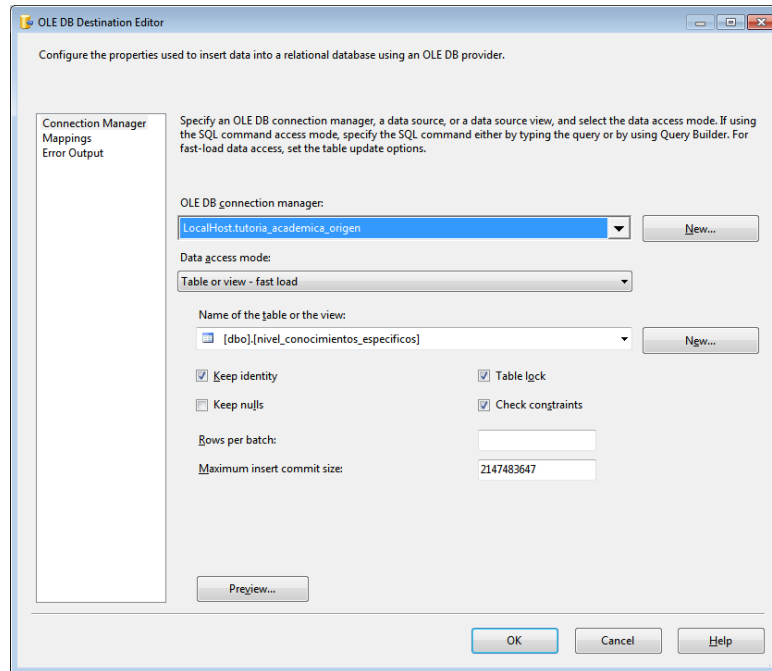 OLE DB Destination Editor
Configure the properties used to insert data into a relational database using an OLE DB provider.
Connection Manager
Mappings
Error Output
Specify an OLE DB connection manager, a data source, or a data source view, and select the data access mode. If using
the SQL command access mode, specify the SQL command either by typing the query or by using Query Builder. For
fast-load data access, set the table update options.
OLE DB connection manager:
LocalHost.tutoria_academica_origen
New...
Data access mode:
Table or view - fast load
Name of the table or the view:
[dbo].[nivel_conocimientos_especificos]
New...
Keep identity
Table lock
Keep nulls
Check constraints
Rows per batch:
Maximum insert commit size:
2147483647
Preview...
OK
Cancel
Help